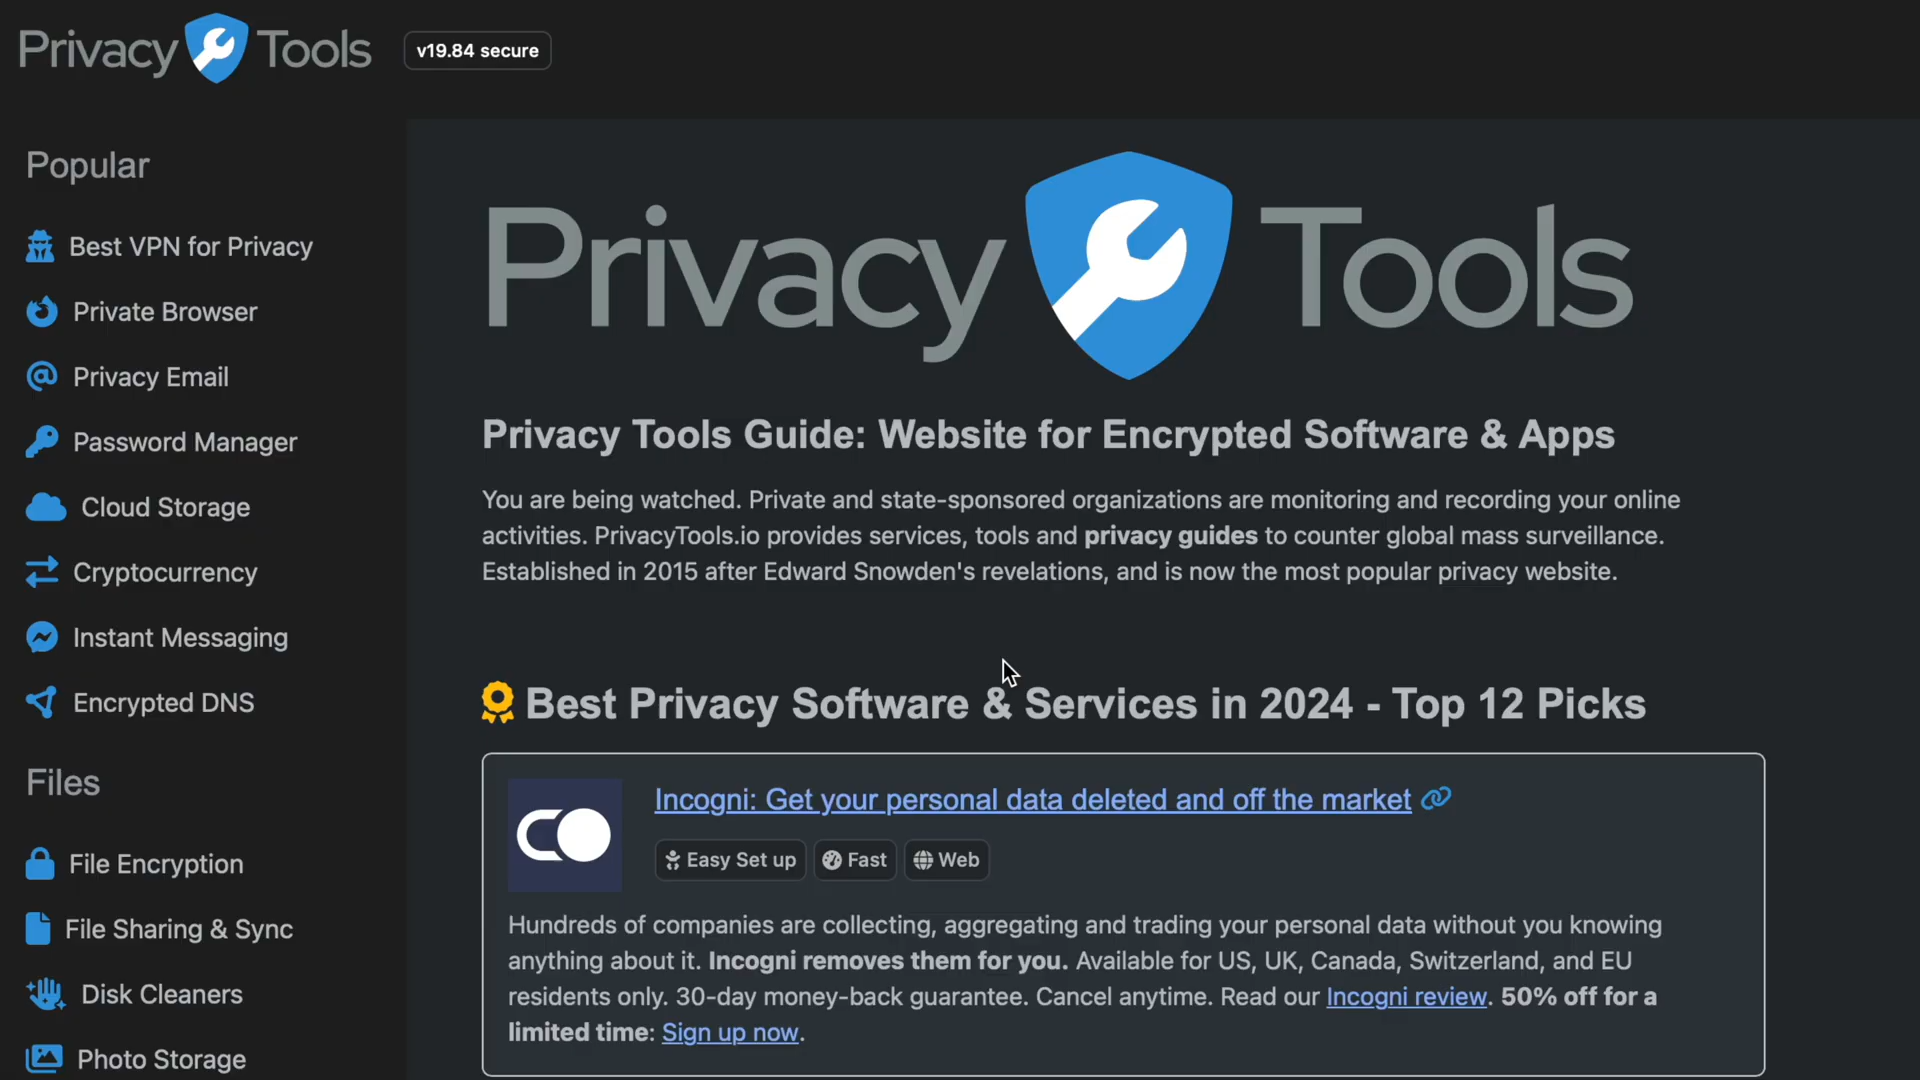 Privacy Tools
v19.84 secure
Popular
Best VPN for Privacy
Private Browser
Privacy Email
Password Manager
Cloud Storage
Cryptocurrency
Instant Messaging
Encrypted DNS
Files
File Encryption
File Sharing & Sync
Disk Cleaners
Photo Storage
Privacy Tools
Privacy Tools Guide: Website for Encrypted Software & Apps
You are being watched. Private and state-sponsored organizations are monitoring and recording your online
activities. PrivacyTools.io provides services, tools and privacy guides to counter global mass surveillance.
Established in 2015 after Edward Snowden's revelations, and is now the most popular privacy website.
Best Privacy Software & Services in 2024 - Top 12 Picks
Incogni: Get your personal data deleted and off the market
Easy Set up Fast Web
Hundreds of companies are collecting, aggregating and trading your personal data without you knowing
anything about it. Incogni removes them for you. Available for US, UK, Canada, Switzerland, and EU
residents only. 30-day money-back guarantee. Cancel anytime. Read our Incogni review. 50% off for a
limited time: Sign up now.